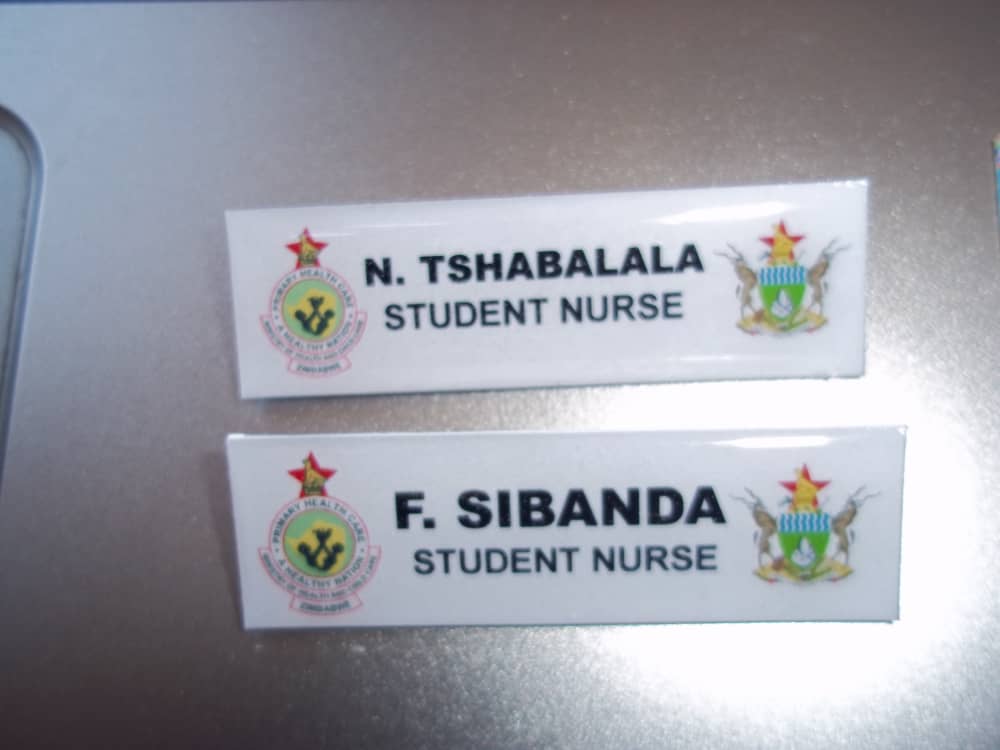 PRIMARY HEALTH CARE
N. TSHABALALA
STUDENT NURSE
A HEALTHY NATION
MINISTRY OF HEALTH AND CHILD CARE
ZIMBABWE
PRIMARY HEALTH CARE
F. SIBANDA
STUDENT NURSE
A HEALTHY NATION
MINISTRY OF HEALTH AND CHILD CARE
ZIMBABWE